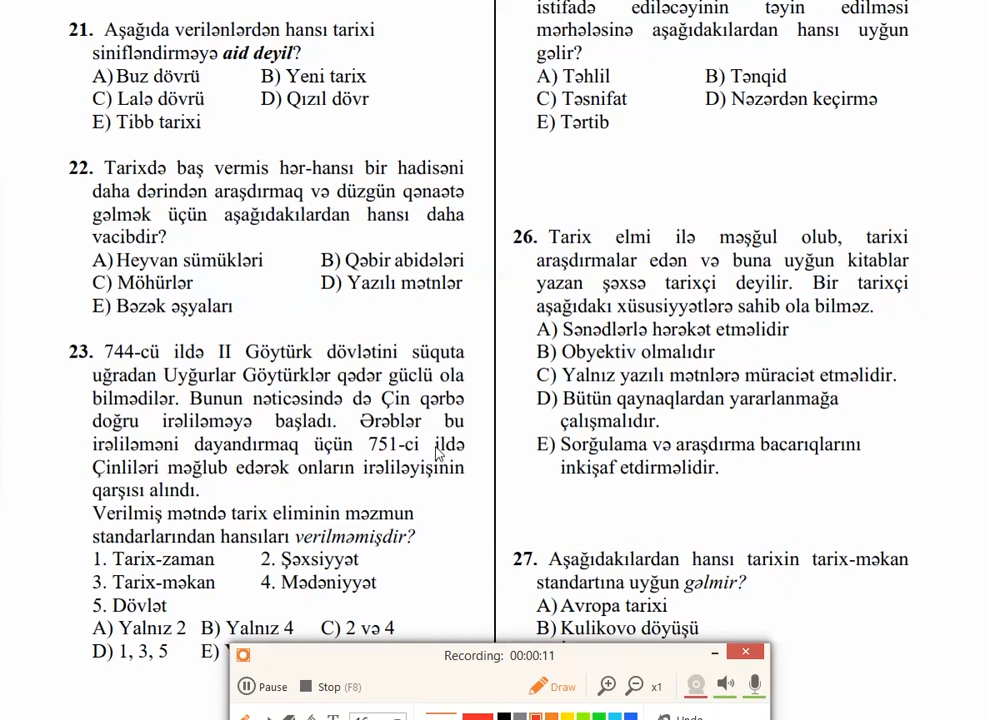 21. Aşağıda verilənlərdən hansı tarixi
sinifləndirməyə aid deyil?
A) Buz dövrü B) Yeni tarix
C) Lalə dövrü D) Qızıl dövr
E) Tibb tarixi
22. Tarixdə baş vermis hər-hansı bir hadisəni
daha dərindən araşdırmaq və düzgün qənaətə
gəlmək üçün aşağıdakılardan hansı daha
vacibdir?
A) Heyvan sümükləri B) Qəbir abidələri
C) Möhürlər D) Yazılı mətnlər
E) Bəzək əşyaları
23. 744-cü ildə II Göytürk dövlətini süquta
uğradan Uyğurlar Göytürklər qədər güclü ola
bilmədilər. Bunun nəticəsində də Çin qərbə
doğru irəliləməyə başladı. Ərəblər bu
irəliləməni dayandırmaq üçün 751-ci ildə
Çinliləri məğlub edərək onların irəliləyişinin
qarşısı alındı.
Verilmiş mətndə tarix eliminin məzmun
standarlarından hansıları verilməmişdir?
1. Tarix-zaman 2. Şəxsiyyət
3. Tarix-məkan 4. Mədəniyyət
5. Dövlət
A) Yalnız 2 B) Yalnız 4 C) 2 və 4
D) 1, 3, 5 E)
istifadə ediləcəyinin təyin edilməsi
mərhələsinə aşağıdakılardan hansı uyğun
gəlir?
A) Təhlil B) Tənqid
C) Təsnifat D) Nəzərdən keçirmə
E) Tərtib
26. Tarix elmi ilə məşğul olub, tarixi
araşdırmalar edən və buna uyğun kitablar
yazan şəxsə tarixçi deyilir. Bir tarixçi
aşağıdakı xüsusiyyətlərə sahib ola bilməz.
A) Sənədlərlə hərəkət etməlidir
B) Obyektiv olmalıdır
C) Yalnız yazılı mətnlərə müraciət etməlidir.
D) Bütün qaynaqlardan yararlanmağa
çalışmalıdır.
E) Sorğulama və araşdırma bacarıqlarını
inkişaf etdirməlidir.
27. Aşağıdakılardan hansı tarixin tarix-məkan
standartına uyğun gəlmir?
A) Avropa tarixi
B) Kulikovo döyüşü
Recording: 00:00:11
Pause Stop (F8) Draw x1
Undo